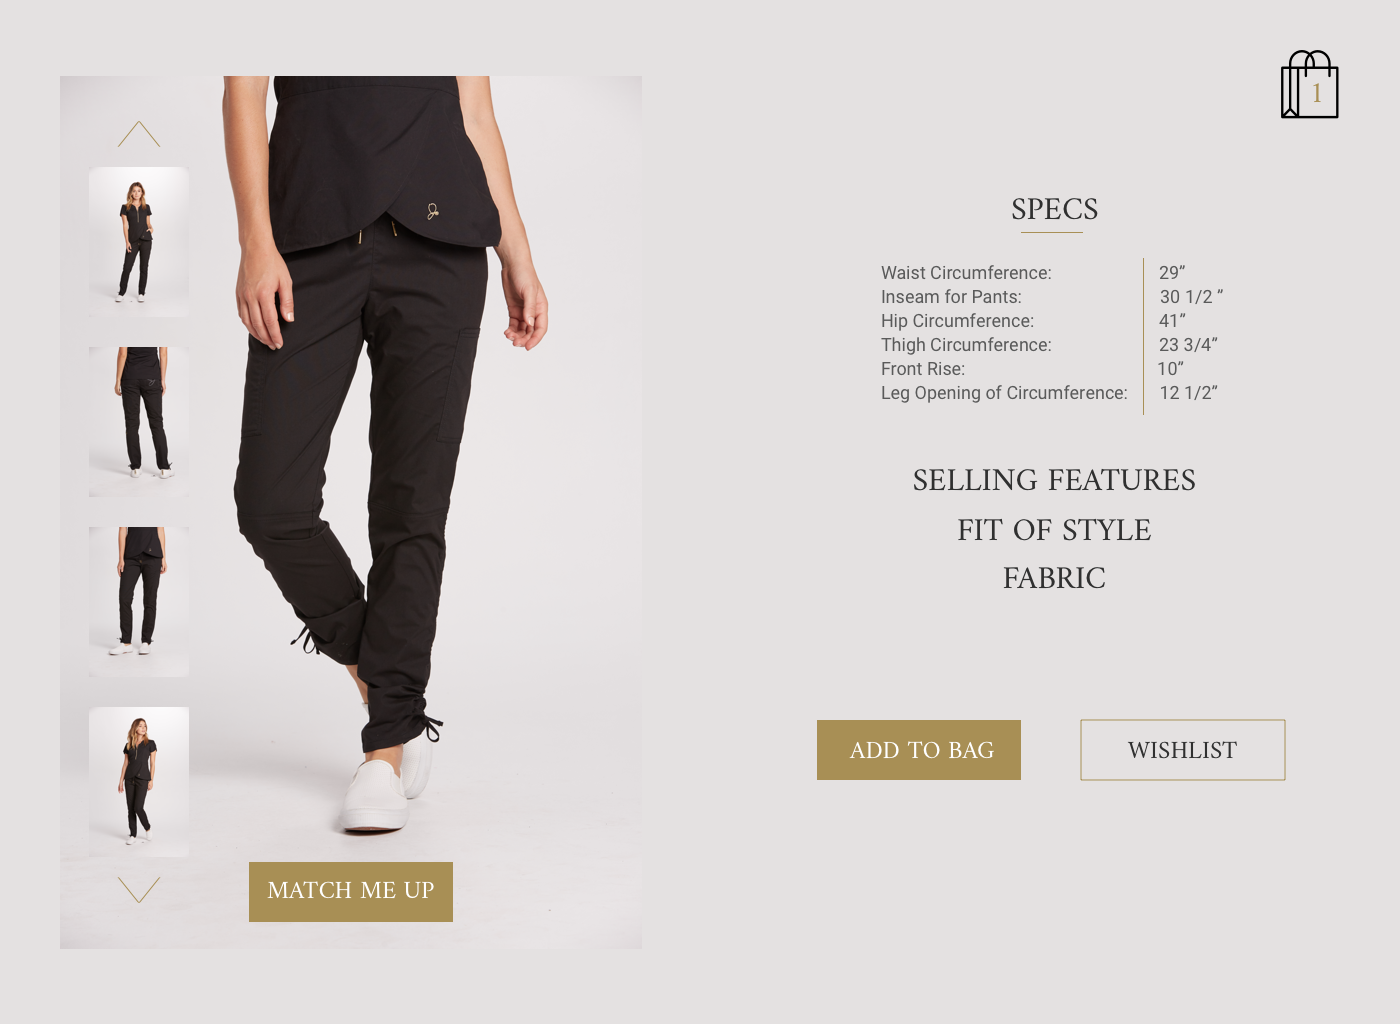 1
SPECS
Waist Circumference: 29”
Inseam for Pants: 30 1/2 ”
Hip Circumference: 41”
Thigh Circumference: 23 3/4”
Front Rise: 10”
Leg Opening of Circumference: 12 1/2”
SELLING FEATURES
FIT OF STYLE
FABRIC
ADD TO BAG
WISHLIST
MATCH ME UP